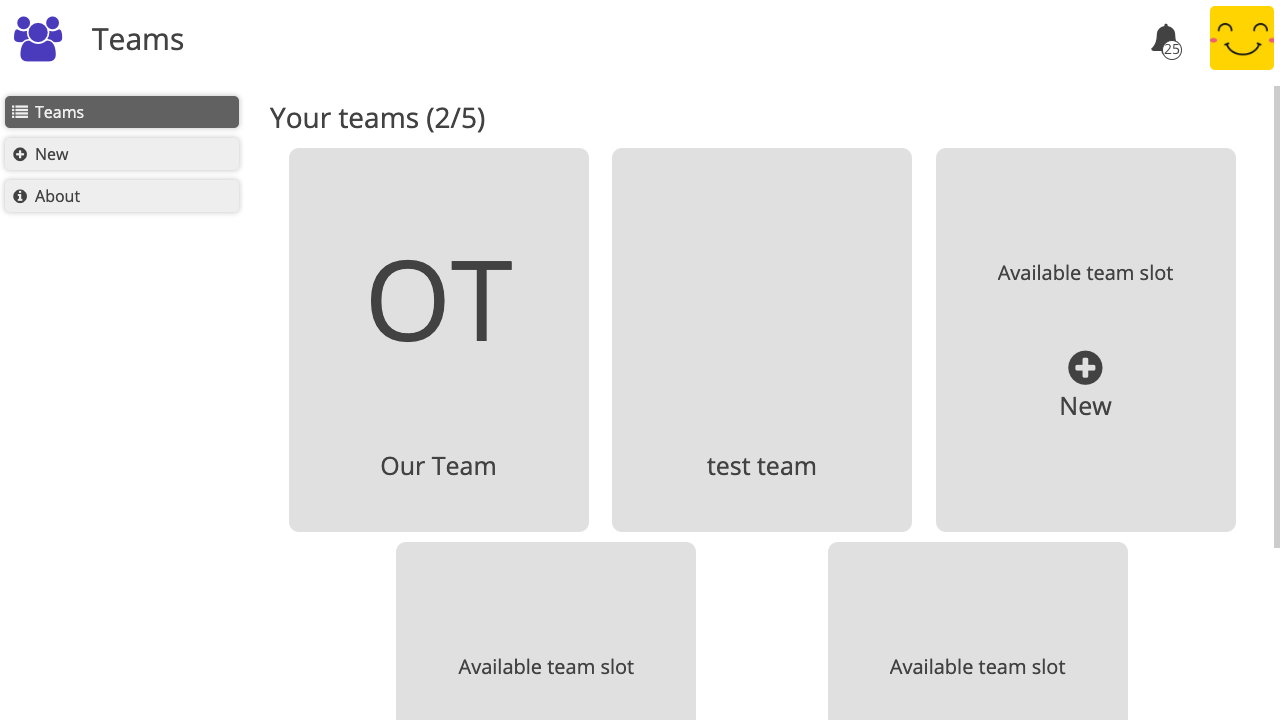 Teams
25
Teams
New
About
Your teams (2/5)
OT
Our Team
test team
Available team slot
New
Available team slot
Available team slot